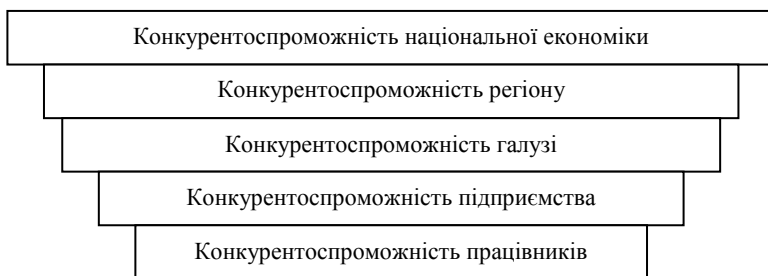 Конкурентоспроможність національної економіки
Конкурентоспроможність регіону
Конкурентоспроможність галузі
Конкурентоспроможність підприємства
Конкурентоспроможність працівників